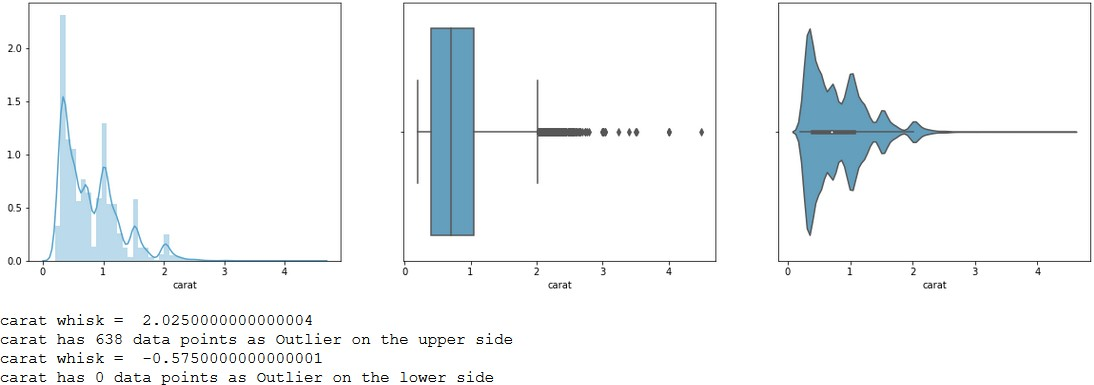 2.0
1.5
1.0
0.5
0.0
0 1 2 3 4
carat
0 1 2 3 4
carat
0 1 2 3 4
carat
carat whisk =  2.0250000000000004
carat has 638 data points as Outlier on the upper side
carat whisk =  -0.5750000000000001
carat has 0 data points as Outlier on the lower side